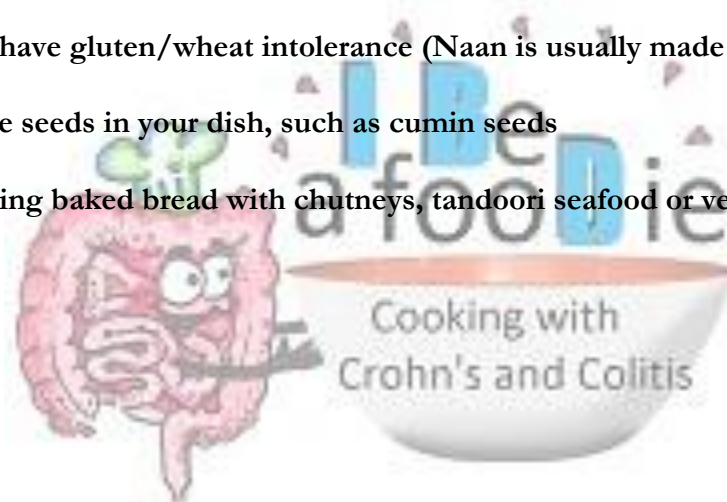 have gluten/wheat intolerance (Naan is usually made
e seeds in your dish, such as cumin seeds
ing baked bread with chutneys, tandoori seafood or ve
I Be
a fooDie
Cooking with
Crohn's and Colitis